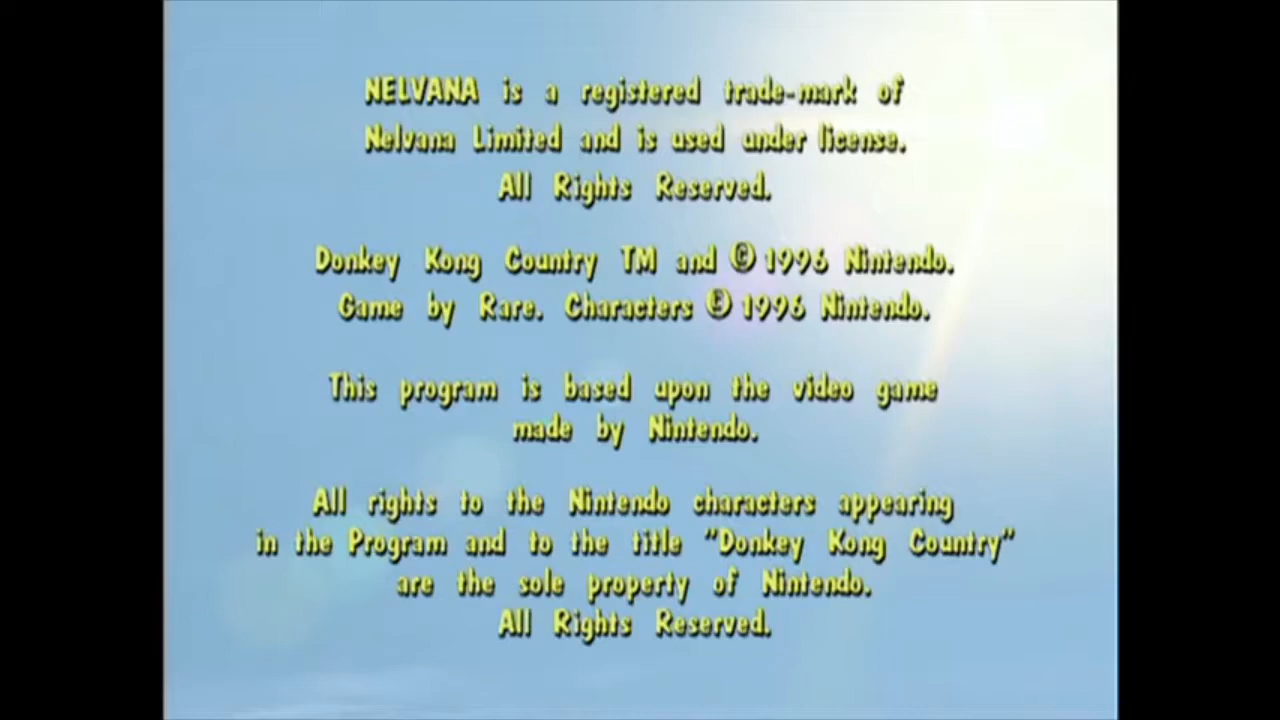 NELVANA is a registered trade-mark of
Nelvana Limited and is used under license.
All Rights Reserved.
Donkey Kong Country TM and © 1996 Nintendo.
Game by Rare. Characters © 1996 Nintendo.
This program is based upon the video game
made by Nintendo.
All rights to the Nintendo characters appearing
in the Program and to the title "Donkey Kong Country"
are the sole property of Nintendo.
All Rights Reserved.